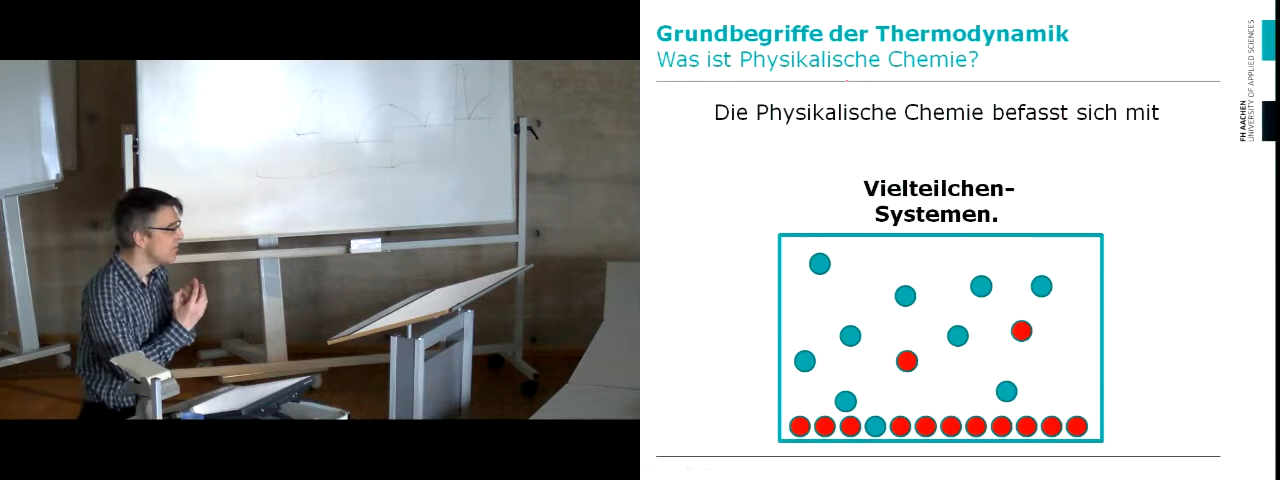 Grundbegriffe der Thermodynamik
Was ist Physikalische Chemie?
Die Physikalische Chemie befasst sich mit
Vielteilchen-
Systemen.
FH AACHEN
UNIVERSITY OF APPLIED SCIENCES